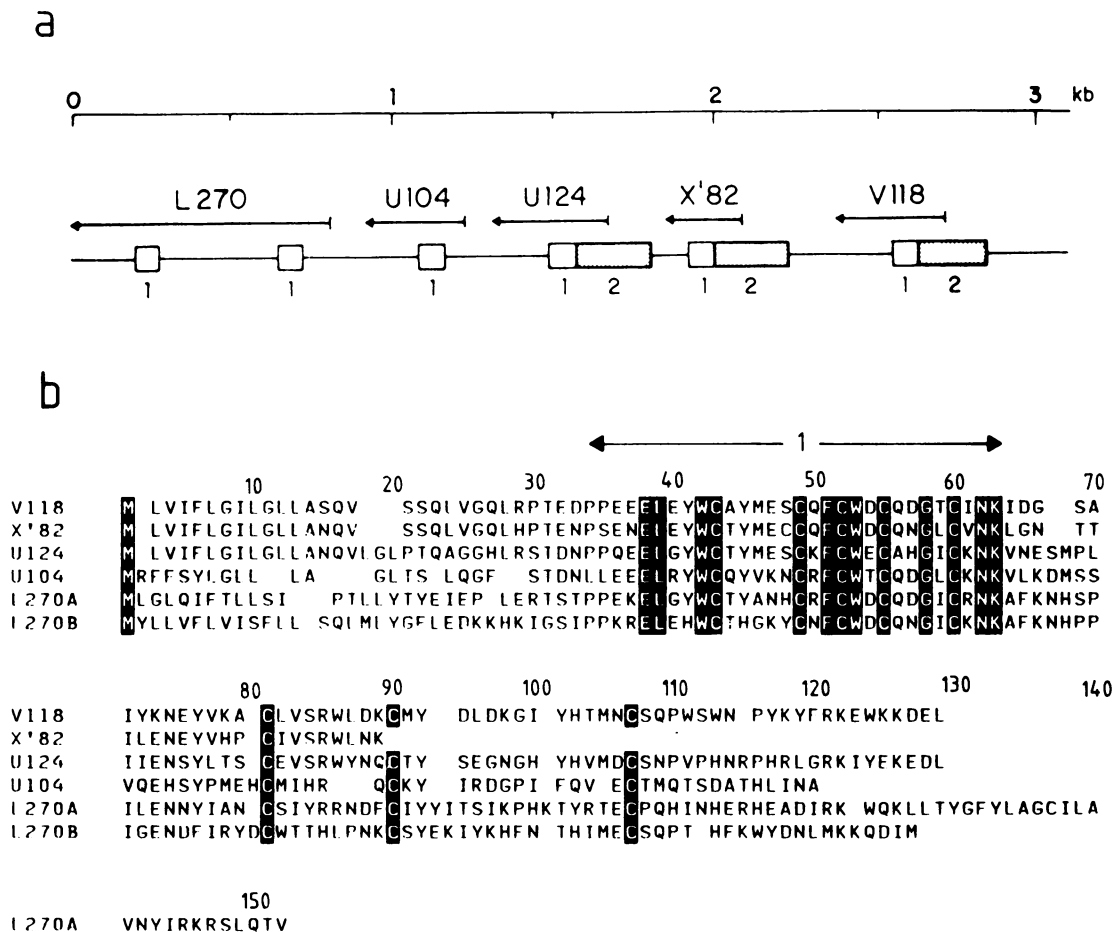 a
0 1 2 3 kb
L270 U104 U124 X'82 V118
1 1 1 1 2 1 2 1 2
b
1
10 20 30 40 50 60 70
V118 M LVIFLGILGLLASQV SSQLVGQLRPTEDPPEEELEYWCAYMESCQFCWDCQDGTCINKIDG SA
X'82 M LVIFLGILGLLANQV SSQLVGQLHPTENPSENELEYWCTYMECCQFCWDCQNGLCVNKLGN TT
U124 M LVIFLGILGLLANQVLGLPTQAGGHLRSTDNPPQEELGYWCTYMESCKFCWECAHGICKNKVNESMPL
U104 MRFFSYLGLL LA GLTS LQGF STDNLLEEELRYWCQYVKNCRFCWTCQDGLCKNKVLKDMSS
L270A MLGLQIFTLLSI PTLLYTYEIEP LERTSTPPEKELGYWCTYANHCRFCWDCQDGICRNKAFKNHSP
L270B MYLLVFLVISFLL SQLMLYGFLEDKKHKIGSIPPKRELEHWCTHGKYCNFCWDCQNGICKNKAFKNHPP
80 90 100 110 120 130 140
V118 IYKNEYVKA CLVSRWLDKCMY DLDKGI YHTMNCSQPWSWN PYKYFRKEWKKDEL
X'82 ILENEYVHP CIVSRWLNK
U124 IIENSYLTS CEVSRWYNQCTY SEGNGH YHVMDCSNPVPHNRPHRLGRKIYEKEDL
U104 VQEHSYPMEHCMIHR QCKY IRDGPI FQV ECTMQTSDATHLINA
L270A ILENNYIAN CSIYRRNDFCIYYITSIKPHKTYRTECPQHINHERHEADIRK WQKLLTYGFYLAGCILA
L270B IGENDFIRYDCWTTHLPNKCSYEKIYKHFN THIMECSQPT HFKWYDNLMKKQDIM
150
L270A VNYIRKRSLQTV